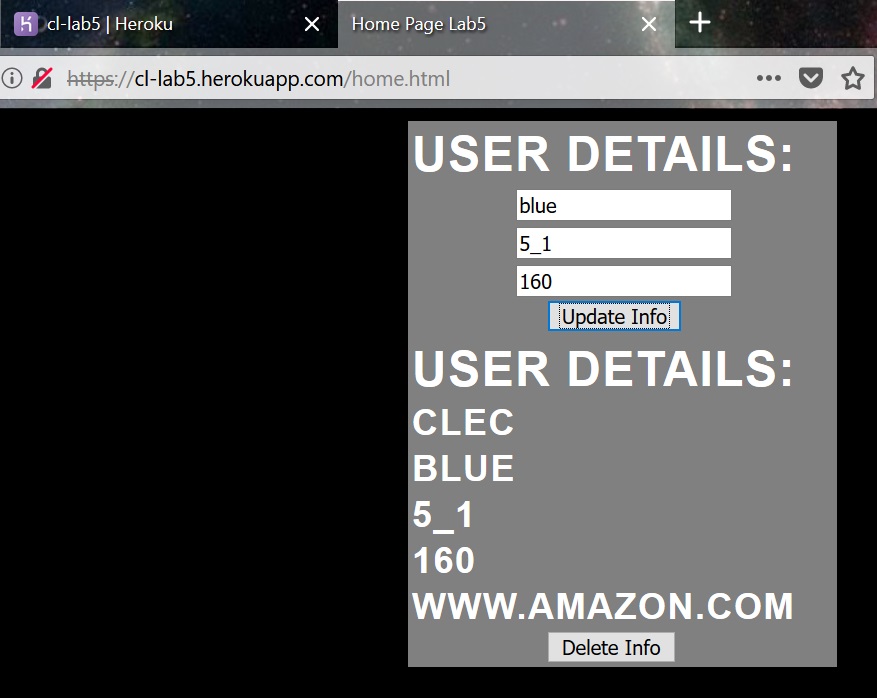 cl-lab5 | Heroku
Home Page Lab5
https://cl-lab5.herokuapp.com/home.html
USER DETAILS:
blue
5_1
160
Update Info
USER DETAILS:
CLEC
BLUE
5_1
160
WWW.AMAZON.COM
Delete Info